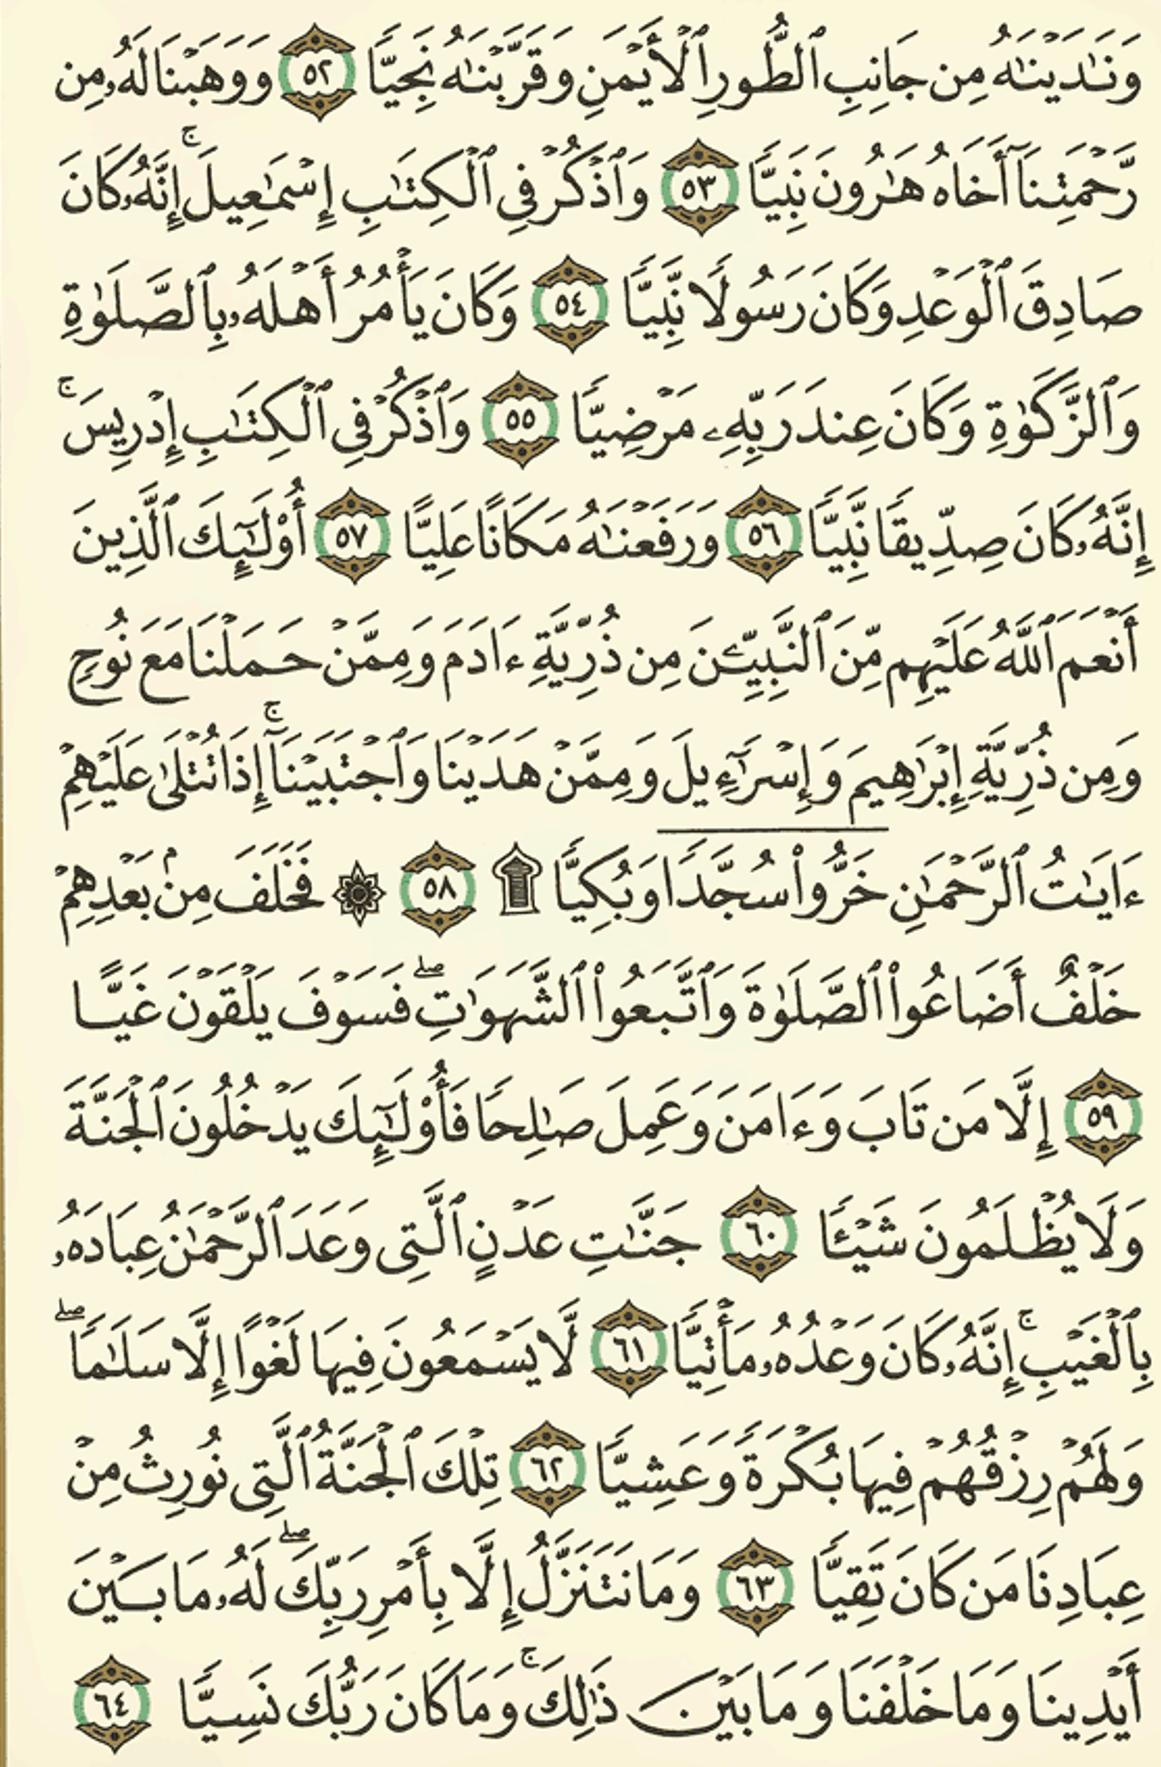 وَنَـٰدَيْنَـٰهُ مِن جَانِبِ ٱلطُّورِ ٱلْأَيْمَنِ وَقَرَّبْنَـٰهُ نَجِيًّا ٥٢ وَوَهَبْنَا لَهُۥ مِن
رَّحْمَتِنَآ أَخَاهُ هَـٰرُونَ نَبِيًّا ٥٣ وَٱذْكُرْ فِى ٱلْكِتَـٰبِ إِسْمَـٰعِيلَ ۚ إِنَّهُۥ كَانَ
صَادِقَ ٱلْوَعْدِ وَكَانَ رَسُولًا نَّبِيًّا ٥٤ وَكَانَ يَأْمُرُ أَهْلَهُۥ بِٱلصَّلَوٰةِ
وَٱلزَّكَوٰةِ وَكَانَ عِندَ رَبِّهِۦ مَرْضِيًّا ٥٥ وَٱذْكُرْ فِى ٱلْكِتَـٰبِ إِدْرِيسَ ۚ
إِنَّهُۥ كَانَ صِدِّيقًا نَّبِيًّا ٥٦ وَرَفَعْنَـٰهُ مَكَانًا عَلِيًّا ٥٧ أُو۟لَـٰٓئِكَ ٱلَّذِينَ
أَنْعَمَ ٱللَّهُ عَلَيْهِم مِّنَ ٱلنَّبِيِّـۧنَ مِن ذُرِّيَّةِ ءَادَمَ وَمِمَّنْ حَمَلْنَا مَعَ نُوحٍ
وَمِن ذُرِّيَّةِ إِبْرَٰهِيمَ وَإِسْرَٰٓءِيلَ وَمِمَّنْ هَدَيْنَا وَٱجْتَبَيْنَآ ۚ إِذَا تُتْلَىٰ عَلَيْهِمْ
ءَايَـٰتُ ٱلرَّحْمَـٰنِ خَرُّوا۟ سُجَّدًا وَبُكِيًّا ۩ ٥٨ ۞ فَخَلَفَ مِنۢ بَعْدِهِمْ
خَلْفٌ أَضَاعُوا۟ ٱلصَّلَوٰةَ وَٱتَّبَعُوا۟ ٱلشَّهَوَٰتِ ۖ فَسَوْفَ يَلْقَوْنَ غَيًّا
٥٩ إِلَّا مَن تَابَ وَءَامَنَ وَعَمِلَ صَـٰلِحًا فَأُو۟لَـٰٓئِكَ يَدْخُلُونَ ٱلْجَنَّةَ
وَلَا يُظْلَمُونَ شَيْـًٔا ٦٠ جَنَّـٰتِ عَدْنٍ ٱلَّتِى وَعَدَ ٱلرَّحْمَـٰنُ عِبَادَهُۥ
بِٱلْغَيْبِ ۚ إِنَّهُۥ كَانَ وَعْدُهُۥ مَأْتِيًّا ٦١ لَّا يَسْمَعُونَ فِيهَا لَغْوًا إِلَّا سَلَـٰمًا ۖ
وَلَهُمْ رِزْقُهُمْ فِيهَا بُكْرَةً وَعَشِيًّا ٦٢ تِلْكَ ٱلْجَنَّةُ ٱلَّتِى نُورِثُ مِنْ
عِبَادِنَا مَن كَانَ تَقِيًّا ٦٣ وَمَا نَتَنَزَّلُ إِلَّا بِأَمْرِ رَبِّكَ ۖ لَهُۥ مَا بَيْنَ
أَيْدِينَا وَمَا خَلْفَنَا وَمَا بَيْنَ ذَٰلِكَ ۚ وَمَا كَانَ رَبُّكَ نَسِيًّا ٦٤